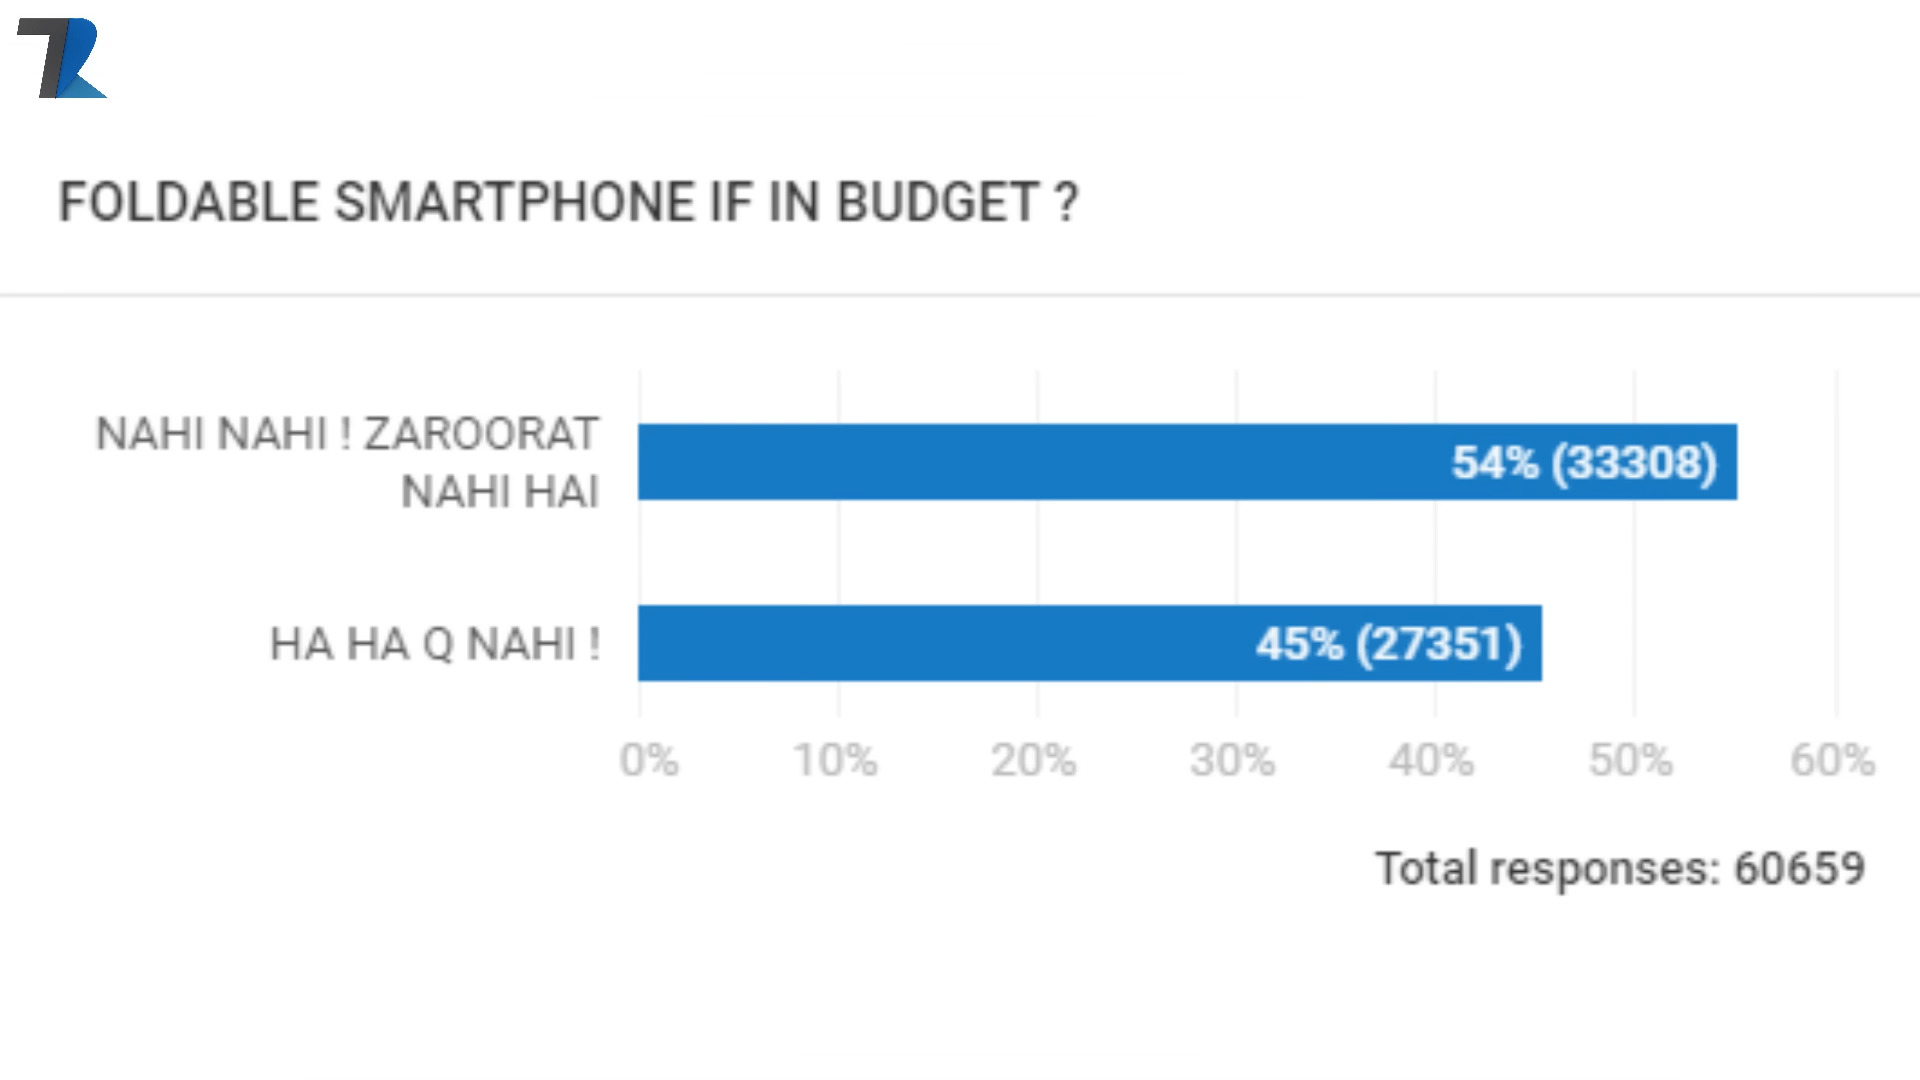 TR
FOLDABLE SMARTPHONE IF IN BUDGET ?
NAHI NAHI ! ZAROORAT
NAHI HAI
54% (33308)
HA HA Q NAHI !
45% (27351)
0% 10% 20% 30% 40% 50% 60%
Total responses: 60659